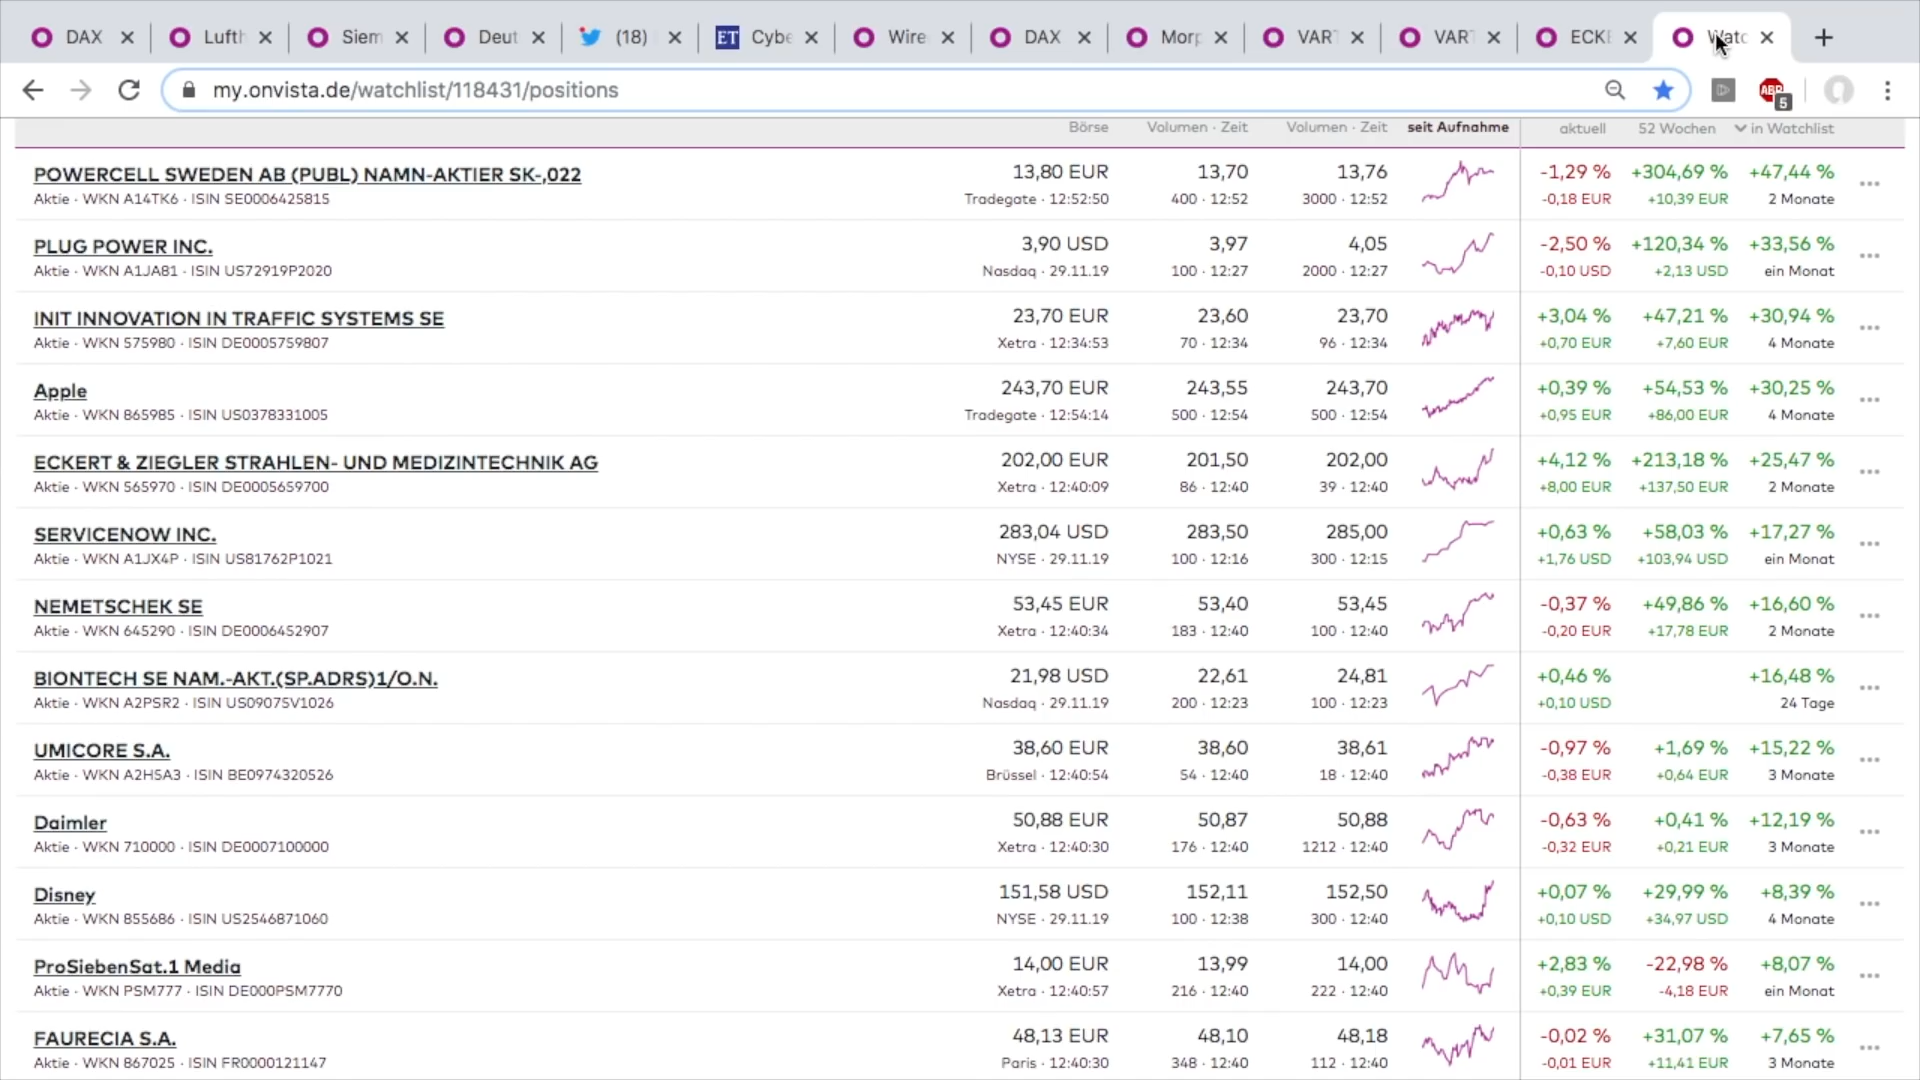 DAX Lufth Siem Deut (18) ET Cybe Wire DAX Morp VAR VAR ECKE Watc
my.onvista.de/watchlist/118431/positions ABP 5
Börse Volumen · Zeit Volumen · Zeit seit Aufnahme aktuell 52 Wochen in Watchlist
POWERCELL SWEDEN AB (PUBL) NAMN-AKTIER SK-,022 13,80 EUR 13,70 13,76 -1,29 % +304,69 % +47,44 %
Aktie · WKN A14TK6 · ISIN SE0006425815 Tradegate · 12:52:50 400 · 12:52 3000 · 12:52 -0,18 EUR +10,39 EUR 2 Monate
PLUG POWER INC. 3,90 USD 3,97 4,05 -2,50 % +120,34 % +33,56 %
Aktie · WKN A1JA81 · ISIN US72919P2020 Nasdaq · 29.11.19 100 · 12:27 2000 · 12:27 -0,10 USD +2,13 USD ein Monat
INIT INNOVATION IN TRAFFIC SYSTEMS SE 23,70 EUR 23,60 23,70 +3,04 % +47,21 % +30,94 %
Aktie · WKN 575980 · ISIN DE0005759807 Xetra · 12:34:53 70 · 12:34 96 · 12:34 +0,70 EUR +7,60 EUR 4 Monate
Apple 243,70 EUR 243,55 243,70 +0,39 % +54,53 % +30,25 %
Aktie · WKN 865985 · ISIN US0378331005 Tradegate · 12:54:14 500 · 12:54 500 · 12:54 +0,95 EUR +86,00 EUR 4 Monate
ECKERT & ZIEGLER STRAHLEN- UND MEDIZINTECHNIK AG 202,00 EUR 201,50 202,00 +4,12 % +213,18 % +25,47 %
Aktie · WKN 565970 · ISIN DE0005659700 Xetra · 12:40:09 86 · 12:40 39 · 12:40 +8,00 EUR +137,50 EUR 2 Monate
SERVICENOW INC. 283,04 USD 283,50 285,00 +0,63 % +58,03 % +17,27 %
Aktie · WKN A1JX4P · ISIN US81762P1021 NYSE · 29.11.19 100 · 12:16 300 · 12:15 +1,76 USD +103,94 USD ein Monat
NEMETSCHEK SE 53,45 EUR 53,40 53,45 -0,37 % +49,86 % +16,60 %
Aktie · WKN 645290 · ISIN DE0006452907 Xetra · 12:40:34 183 · 12:40 100 · 12:40 -0,20 EUR +17,78 EUR 2 Monate
BIONTECH SE NAM.-AKT.(SP.ADRS)1/O.N. 21,98 USD 22,61 24,81 +0,46 % +16,48 %
Aktie · WKN A2PSR2 · ISIN US09075V1026 Nasdaq · 29.11.19 200 · 12:23 100 · 12:23 +0,10 USD 24 Tage
UMICORE S.A. 38,60 EUR 38,60 38,61 -0,97 % +1,69 % +15,22 %
Aktie · WKN A2H5A3 · ISIN BE0974320526 Brüssel · 12:40:54 54 · 12:40 18 · 12:40 -0,38 EUR +0,64 EUR 3 Monate
Daimler 50,88 EUR 50,87 50,88 -0,63 % +0,41 % +12,19 %
Aktie · WKN 710000 · ISIN DE0007100000 Xetra · 12:40:30 176 · 12:40 1212 · 12:40 -0,32 EUR +0,21 EUR 3 Monate
Disney 151,58 USD 152,11 152,50 +0,07 % +29,99 % +8,39 %
Aktie · WKN 855686 · ISIN US2546871060 NYSE · 29.11.19 100 · 12:38 300 · 12:40 +0,10 USD +34,97 USD 4 Monate
ProSiebenSat.1 Media 14,00 EUR 13,99 14,00 +2,83 % -22,98 % +8,07 %
Aktie · WKN PSM777 · ISIN DE000PSM7770 Xetra · 12:40:57 216 · 12:40 222 · 12:40 +0,39 EUR -4,18 EUR ein Monat
FAURECIA S.A. 48,13 EUR 48,10 48,18 -0,02 % +31,07 % +7,65 %
Aktie · WKN 867025 · ISIN FR0000121147 Paris · 12:40:30 348 · 12:40 112 · 12:40 -0,01 EUR +11,41 EUR 3 Monate